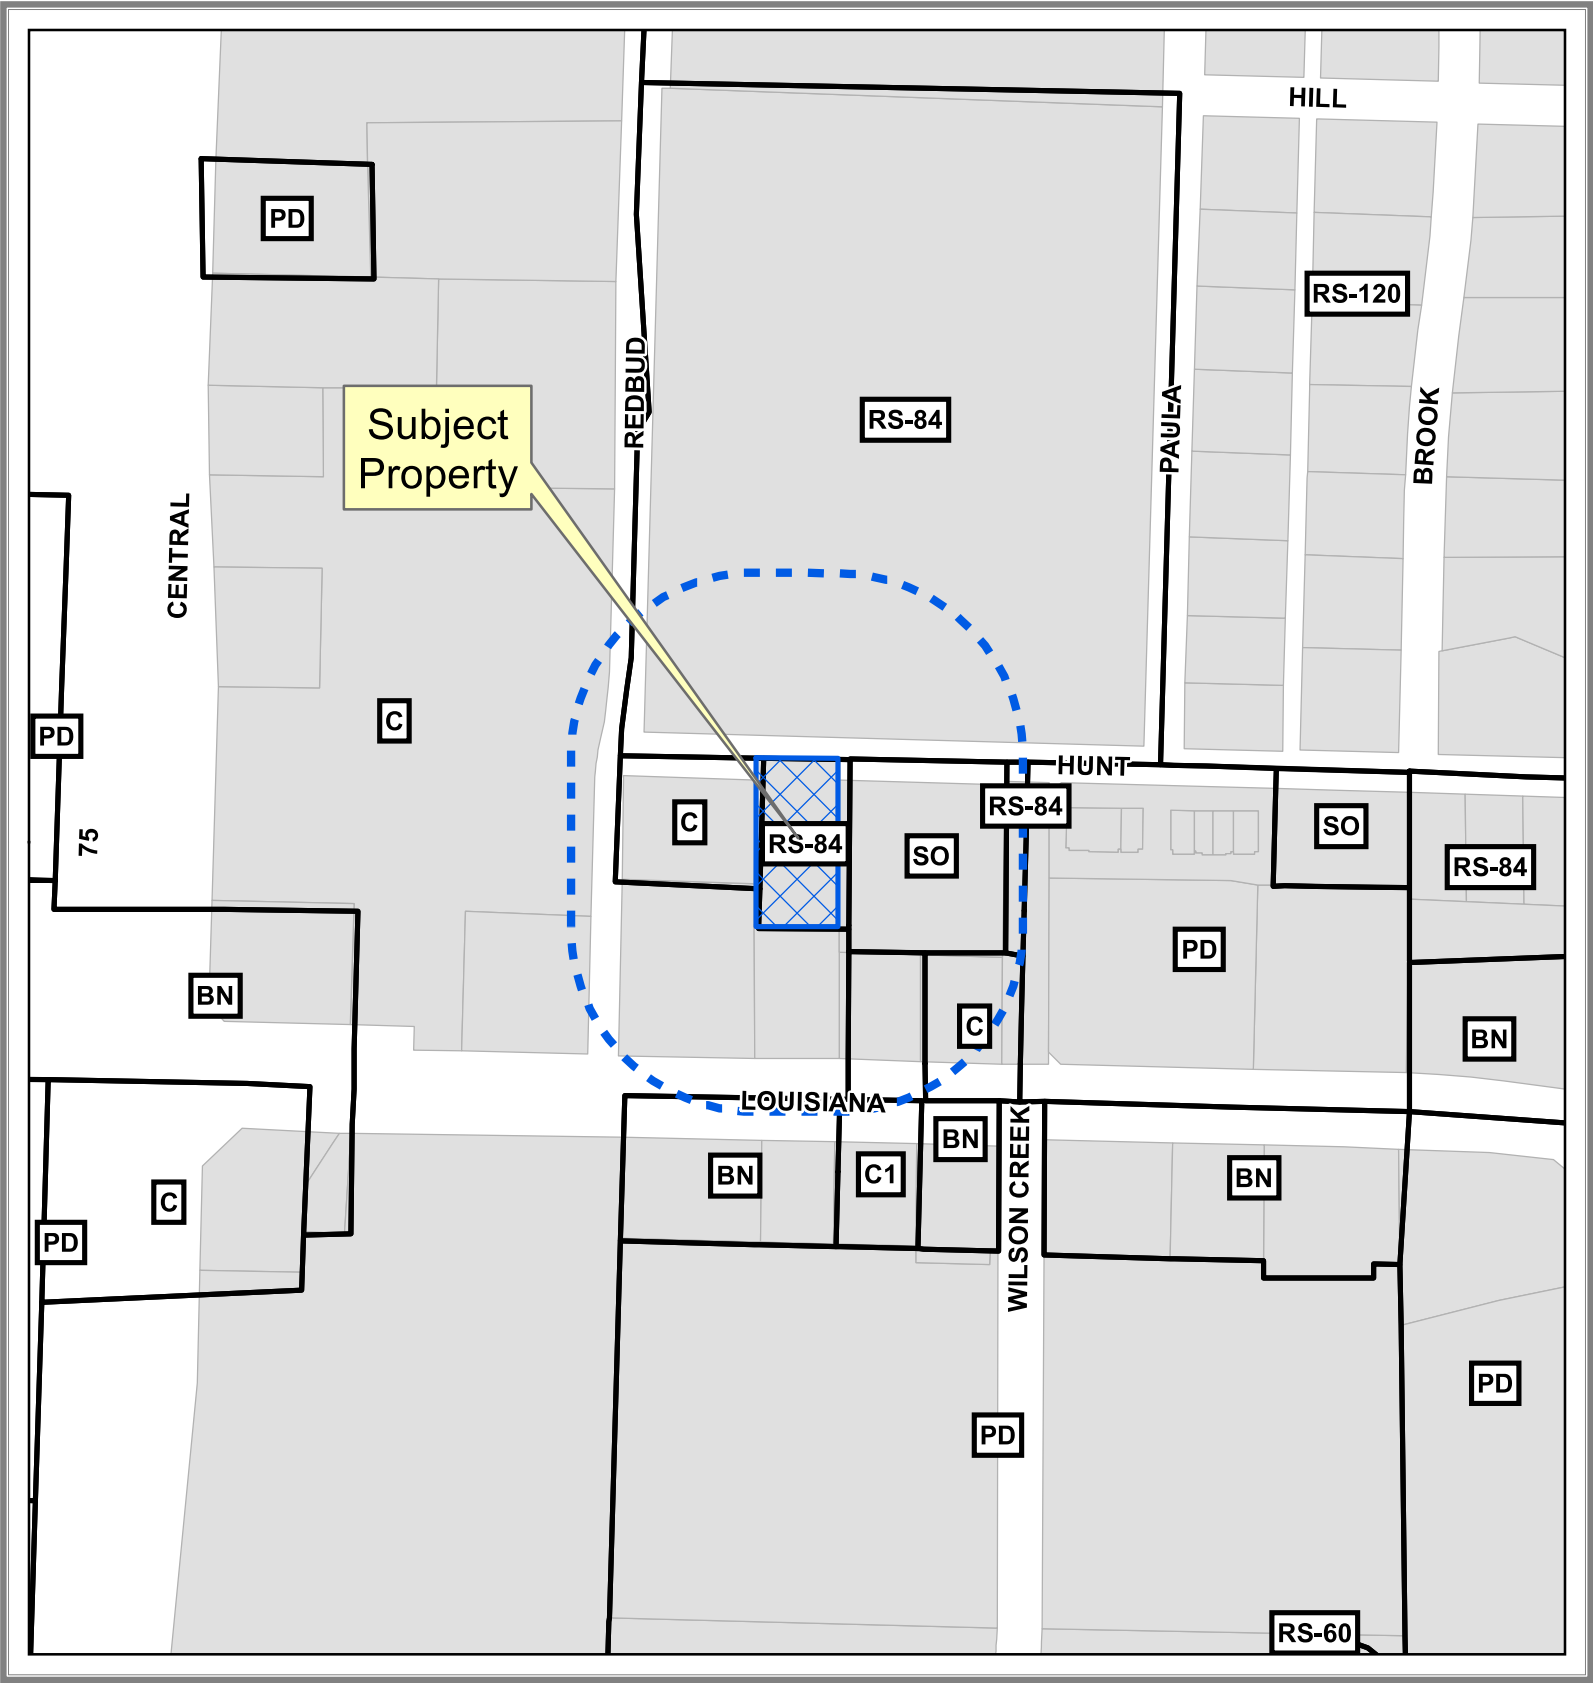 HILL
PD
RS-120
REDBUD
RS-84
PAULA
BROOK
Subject
Property
CENTRAL
C
PD
HUNT
RS-84
C
RS-84
SO
SO
RS-84
75
PD
BN
C
BN
LOUISIANA
BN
C1
BN
WILSON CREEK
BN
C
PD
PD
PD
RS-60